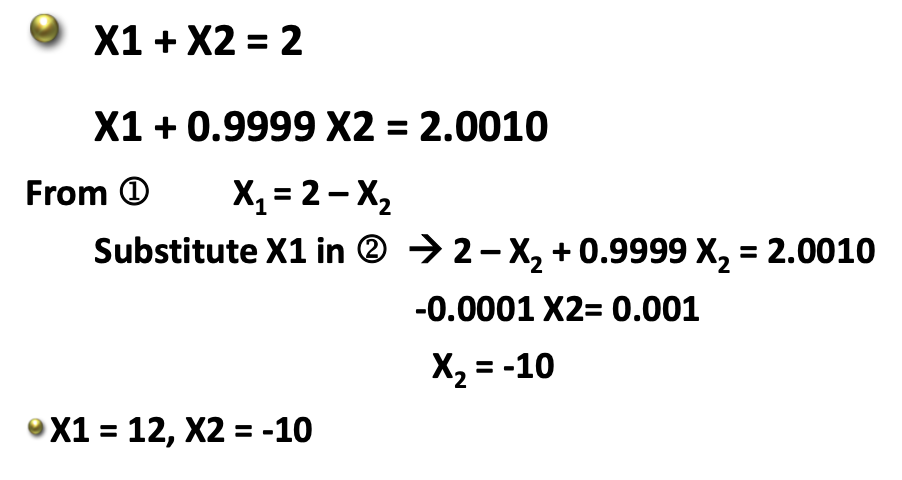 X1 + X2 = 2
X1 + 0.9999 X2 = 2.0010
From ① X₁ = 2 – X₂
Substitute X1 in ② → 2 – X₂ + 0.9999 X₂ = 2.0010
-0.0001 X2= 0.001
X₂ = -10
X1 = 12, X2 = -10